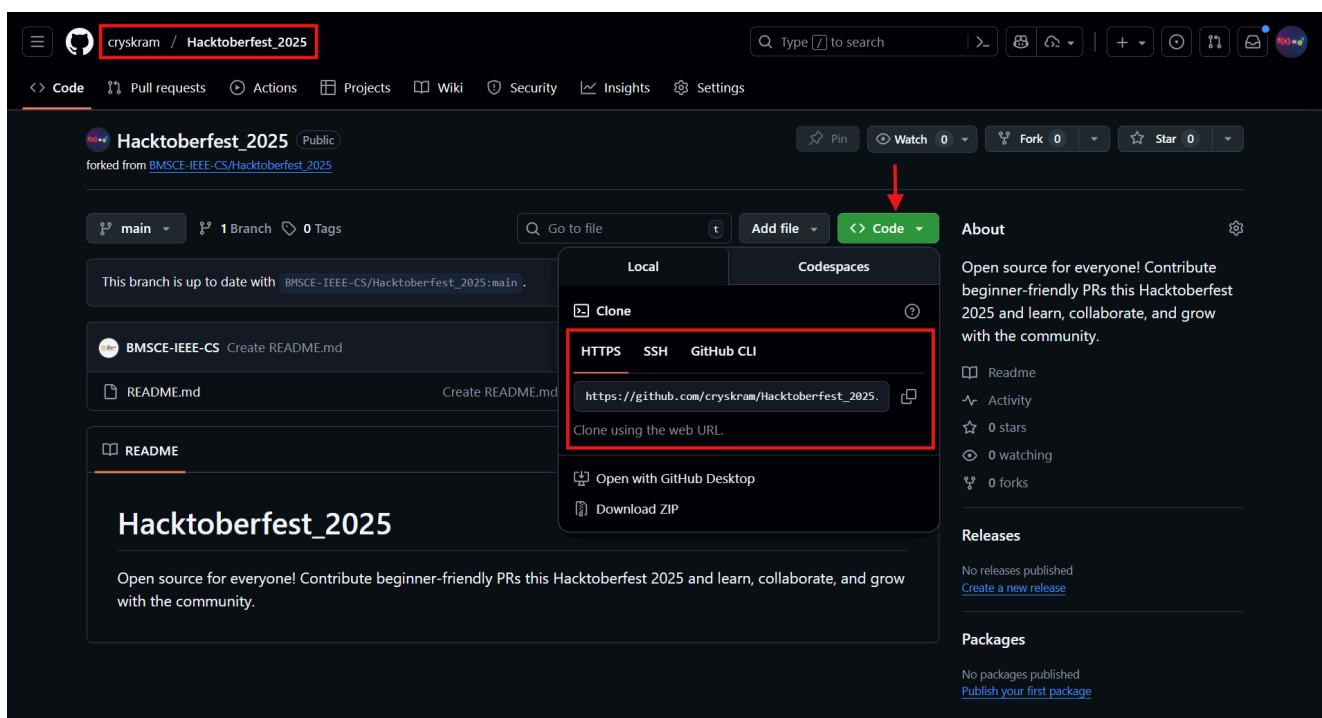 cryskram / Hacktoberfest_2025
Type / to search
Code Pull requests Actions Projects Wiki Security Insights Settings
Hacktoberfest_2025 Public
Pin Watch 0 Fork 0 Star 0
forked from BMSCE-IEEE-CS/Hacktoberfest_2025
main 1 Branch 0 Tags
Go to file t Add file <> Code
This branch is up to date with BMSCE-IEEE-CS/Hacktoberfest_2025:main .
BMSCE-IEEE-CS Create README.md
README.md Create README.md
README
Hacktoberfest_2025
Open source for everyone! Contribute beginner-friendly PRs this Hacktoberfest 2025 and learn, collaborate, and grow
with the community.
Local Codespaces
Clone
HTTPS SSH GitHub CLI
https://github.com/cryskram/Hacktoberfest_2025.
Clone using the web URL.
Open with GitHub Desktop
Download ZIP
About
Open source for everyone! Contribute
beginner-friendly PRs this Hacktoberfest
2025 and learn, collaborate, and grow
with the community.
Readme
Activity
0 stars
0 watching
0 forks
Releases
No releases published
Create a new release
Packages
No packages published
Publish your first package